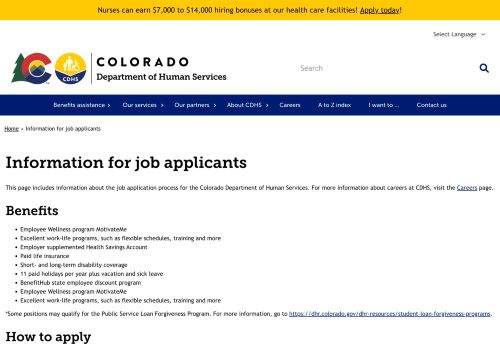 Nurses can earn $7,000 to $14,000 hiring bonuses at our health care facilities! Apply today!
Select Language
CDHS
COLORADO
Department of Human Services
Search
Benefits assistance › Our services › Our partners › About CDHS › Careers A to Z index I want to ... Contact us
Home › Information for job applicants
Information for job applicants
This page includes information about the job application process for the Colorado Department of Human Services. For more information about careers at CDHS, visit the Careers page.
Benefits
• Employee Wellness program MotivateMe
• Excellent work-life programs, such as flexible schedules, training and more
• Employer supplemented Health Savings Account
• Paid life insurance
• Short- and long-term disability coverage
• 11 paid holidays per year plus vacation and sick leave
• BenefitHub state employee discount program
• Employee Wellness program MotivateMe
• Excellent work-life programs, such as flexible schedules, training and more
*Some positions may qualify for the Public Service Loan Forgiveness Program. For more information, go to https://dhr.colorado.gov/dhr-resources/student-loan-forgiveness-programs.
How to apply